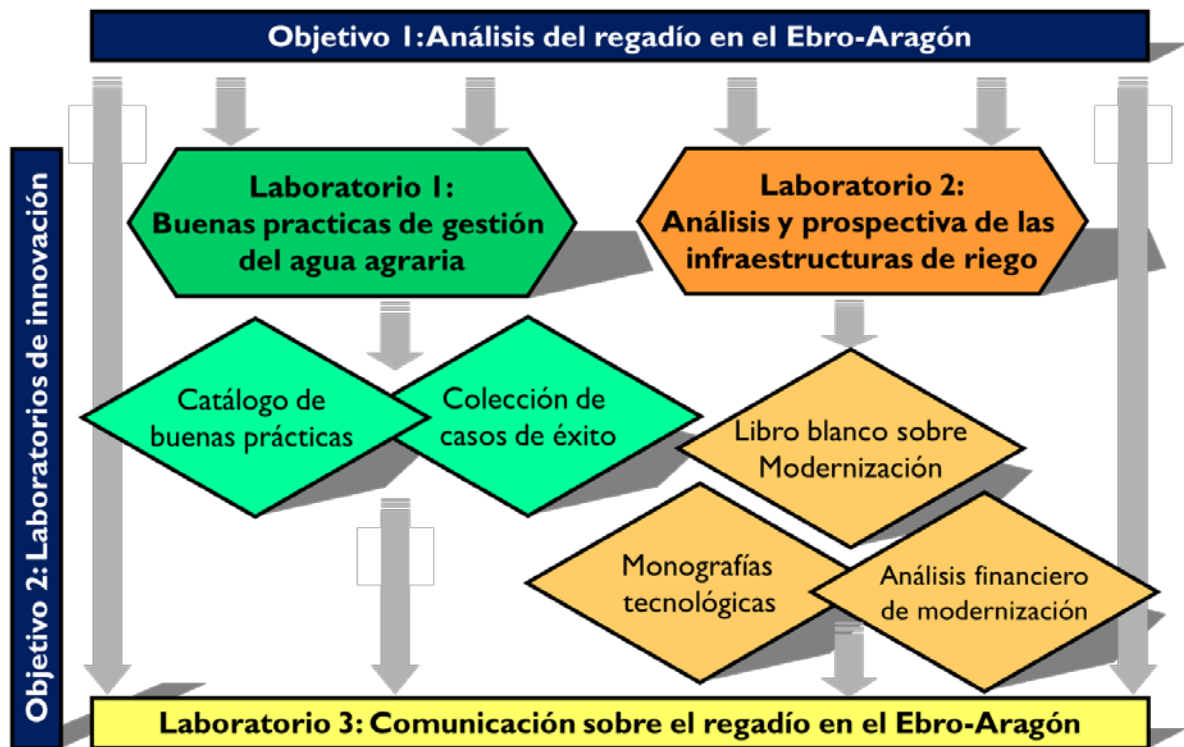 Objetivo 1: Análisis del regadío en el Ebro-Aragón
Objetivo 2: Laboratorios de innovación
Laboratorio 1:
Buenas practicas de gestión
del agua agraria
Laboratorio 2:
Análisis y prospectiva de las
infraestructuras de riego
Catálogo de
buenas prácticas
Colección de
casos de éxito
Libro blanco sobre
Modernización
Monografías
tecnológicas
Análisis financiero
de modernización
Laboratorio 3: Comunicación sobre el regadío en el Ebro-Aragón